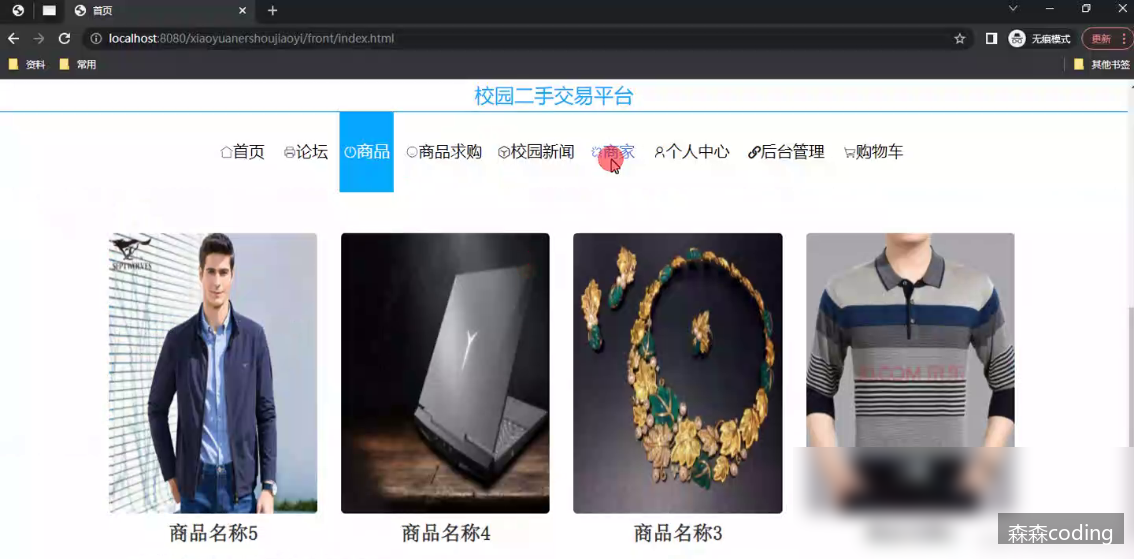 首页
localhost:8080/xiaoyuanershoujiaoyi/front/index.html
无痕模式
更新
资料
常用
其他书签
校园二手交易平台
首页 论坛 商品 商品求购 校园新闻 商家 个人中心 后台管理 购物车
SEPTWOLVES
商品名称5
商品名称4
商品名称3
森森coding